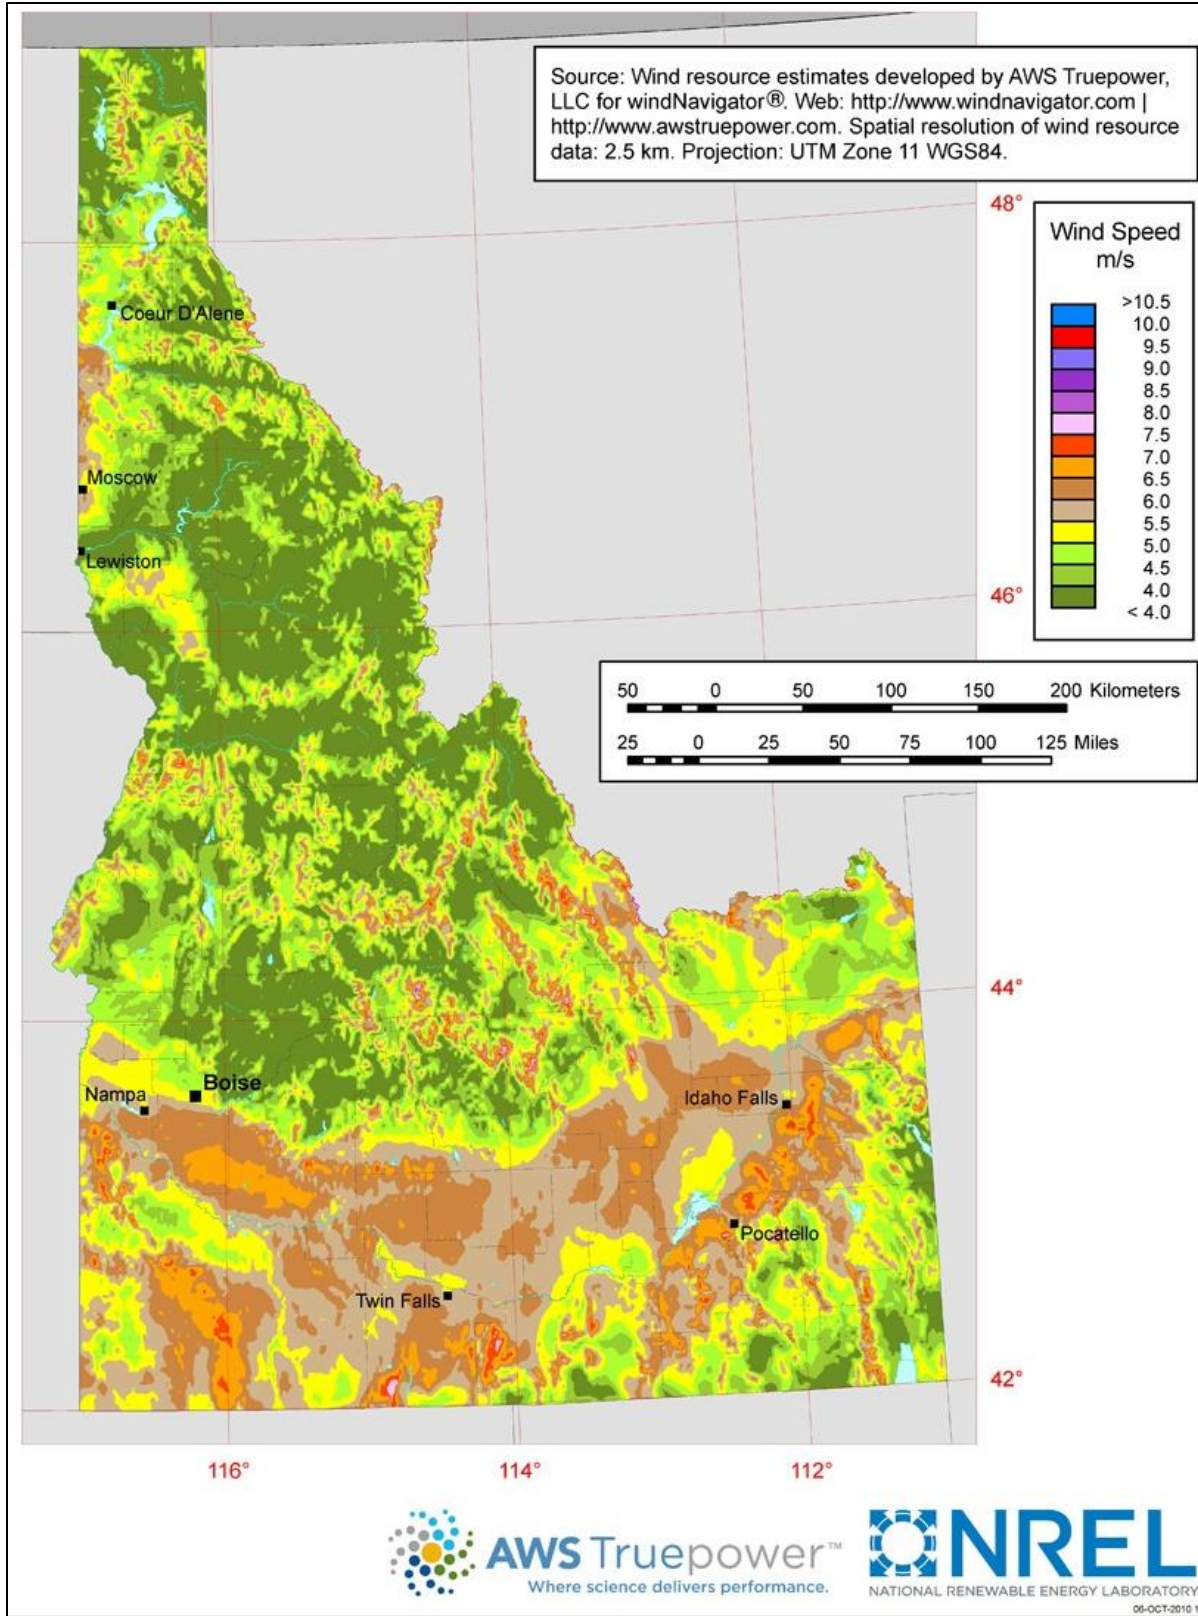 Source: Wind resource estimates developed by AWS Truepower,
LLC for windNavigator®. Web: http://www.windnavigator.com |
http://www.awstruepower.com. Spatial resolution of wind resource
data: 2.5 km. Projection: UTM Zone 11 WGS84.
48°
Wind Speed
m/s
>10.5
10.0
9.5
9.0
8.5
8.0
7.5
7.0
6.5
6.0
5.5
5.0
4.5
4.0
< 4.0
Coeur D'Alene
Moscow
Lewiston
46°
50 0 50 100 150 200 Kilometers
25 0 25 50 75 100 125 Miles
44°
Boise
Nampa
Idaho Falls
Pocatello
Twin Falls
42°
116° 114° 112°
AWS Truepower™
Where science delivers performance.
NREL
NATIONAL RENEWABLE ENERGY LABORATORY